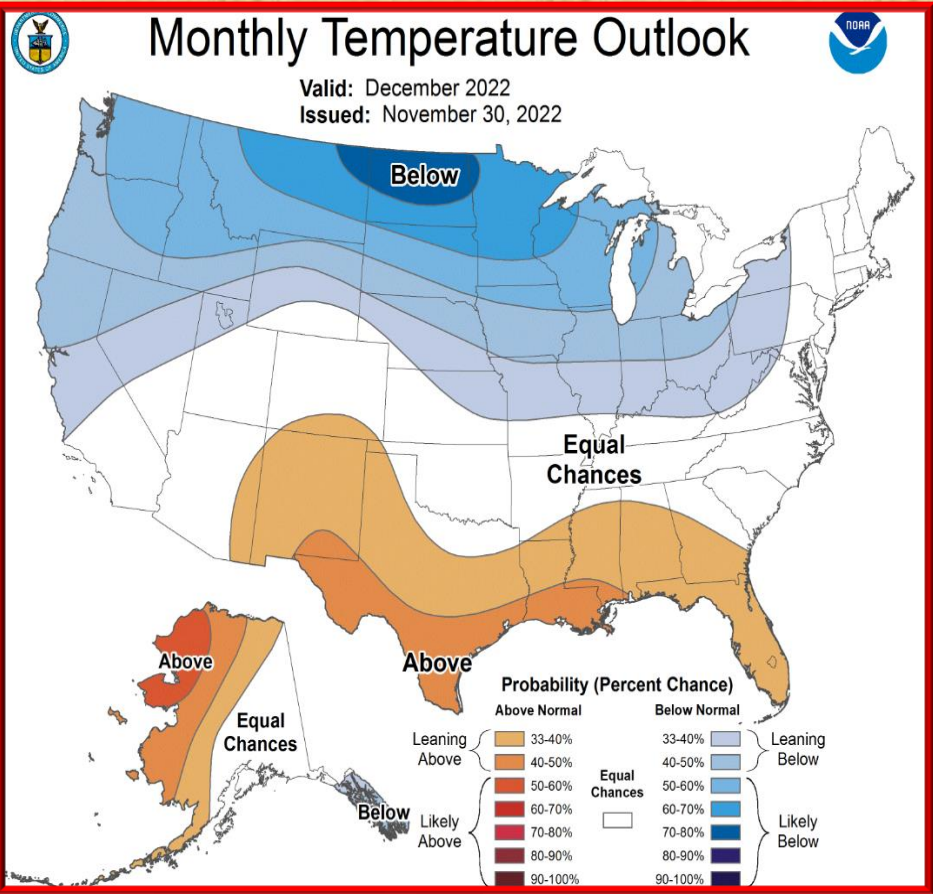 Monthly Temperature Outlook
NOAA
Valid: December 2022
Issued: November 30, 2022
Below
Equal
Chances
Above
Above
Equal
Chances
Below
Probability (Percent Chance)
Above Normal
Below Normal
Leaning
Above
33-40%
40-50%
50-60%
60-70%
70-80%
80-90%
90-100%
Likely
Above
Equal
Chances
33-40%
40-50%
50-60%
60-70%
70-80%
80-90%
90-100%
Leaning
Below
Likely
Below